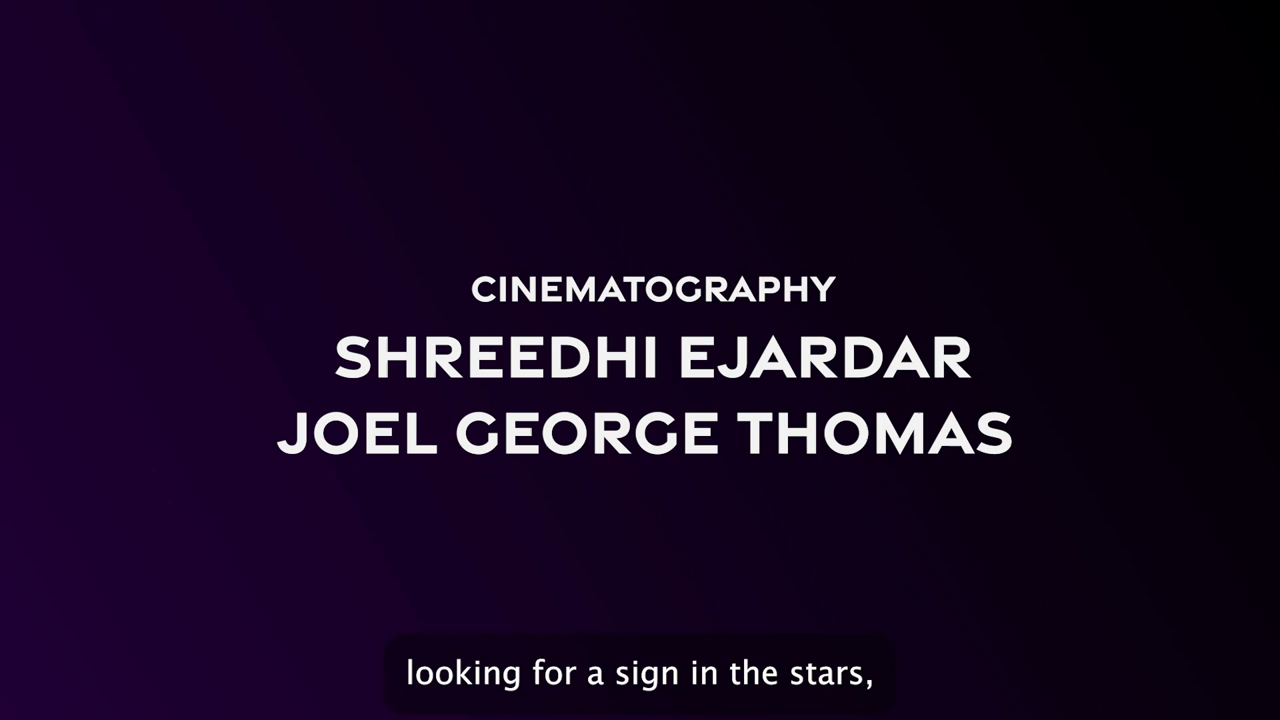 CINEMATOGRAPHY
SHREEDHI EJARDAR
JOEL GEORGE THOMAS
looking for a sign in the stars,